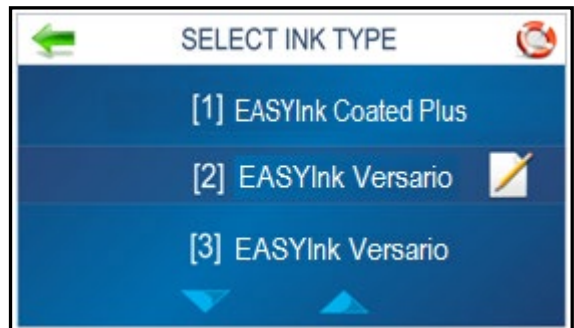 SELECT INK TYPE
[1] EASYInk Coated Plus
[2] EASYInk Versario
[3] EASYInk Versario